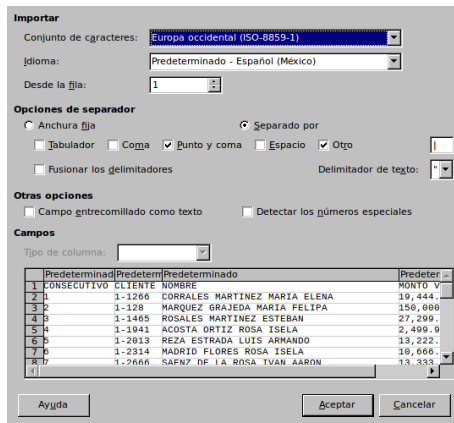 Importar
Conjunto de caracteres: Europa occidental (ISO-8859-1)
Idioma: Predeterminado - Español (México)
Desde la fila: 1
Opciones de separador
Anchura fija Separado por
Tabulador Coma Punto y coma Espacio Otro |
Fusionar los delimitadores Delimitador de texto: "
Otras opciones
Campo entrecomillado como texto Detectar los números especiales
Campos
Tipo de columna:
Predeterminad Predeterm Predeterminado Predeter
1 CONSECUTIVO CLIENTE NOMBRE MONTO V
2 1 1-1266 CORRALES MARTINEZ MARIA ELENA 19,444.
3 2 1-128 MARQUEZ GRAJEDA MARIA FELIPA 150,000
4 3 1-1465 ROSALES MARTINEZ ESTEBAN 27,299.
5 4 1-1941 ACOSTA ORTIZ ROSA ISELA 2,499.9
6 5 1-2013 REZA ESTRADA LUIS ARMANDO 13,222.
7 6 1-2314 MADRID FLORES ROSA ISELA 10,666.
8 7 1-2666 SAENZ DE LA ROSA IVAN AARON 13,333
Ayuda Aceptar Cancelar